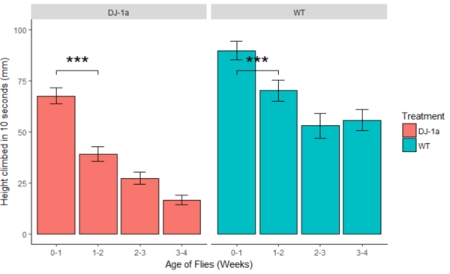 DJ-1a WT
100
75
50
25
0
*** ***
Height climbed in 10 seconds (mm)
0-1 1-2 2-3 3-4 0-1 1-2 2-3 3-4
Age of Flies (Weeks)
Treatment
DJ-1a
WT